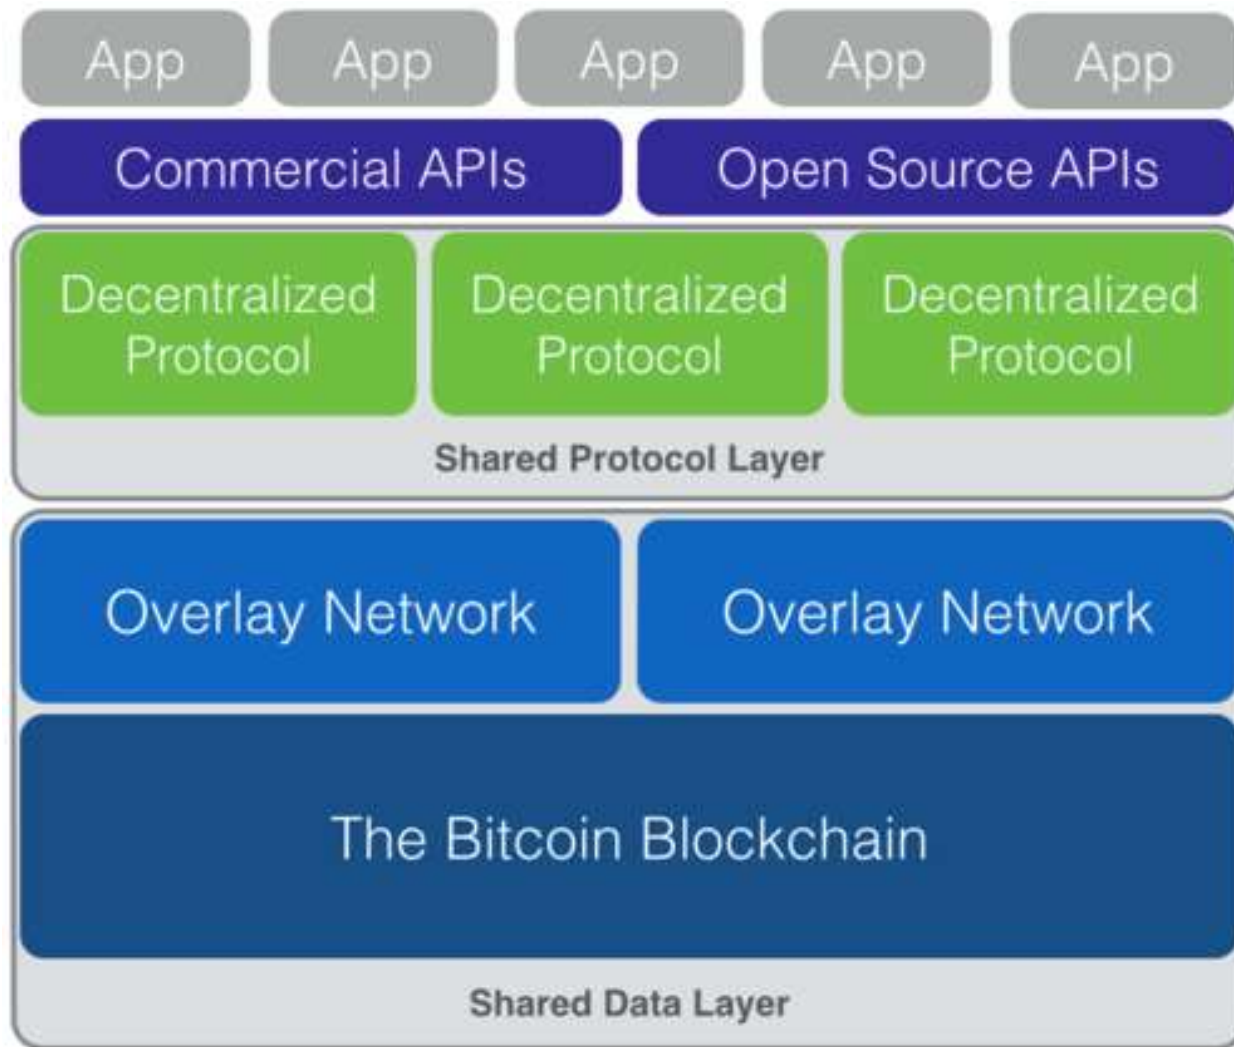 App App App App App
Commercial APIs Open Source APIs
Decentralized Decentralized Decentralized
Protocol Protocol Protocol
Shared Protocol Layer
Overlay Network Overlay Network
The Bitcoin Blockchain
Shared Data Layer